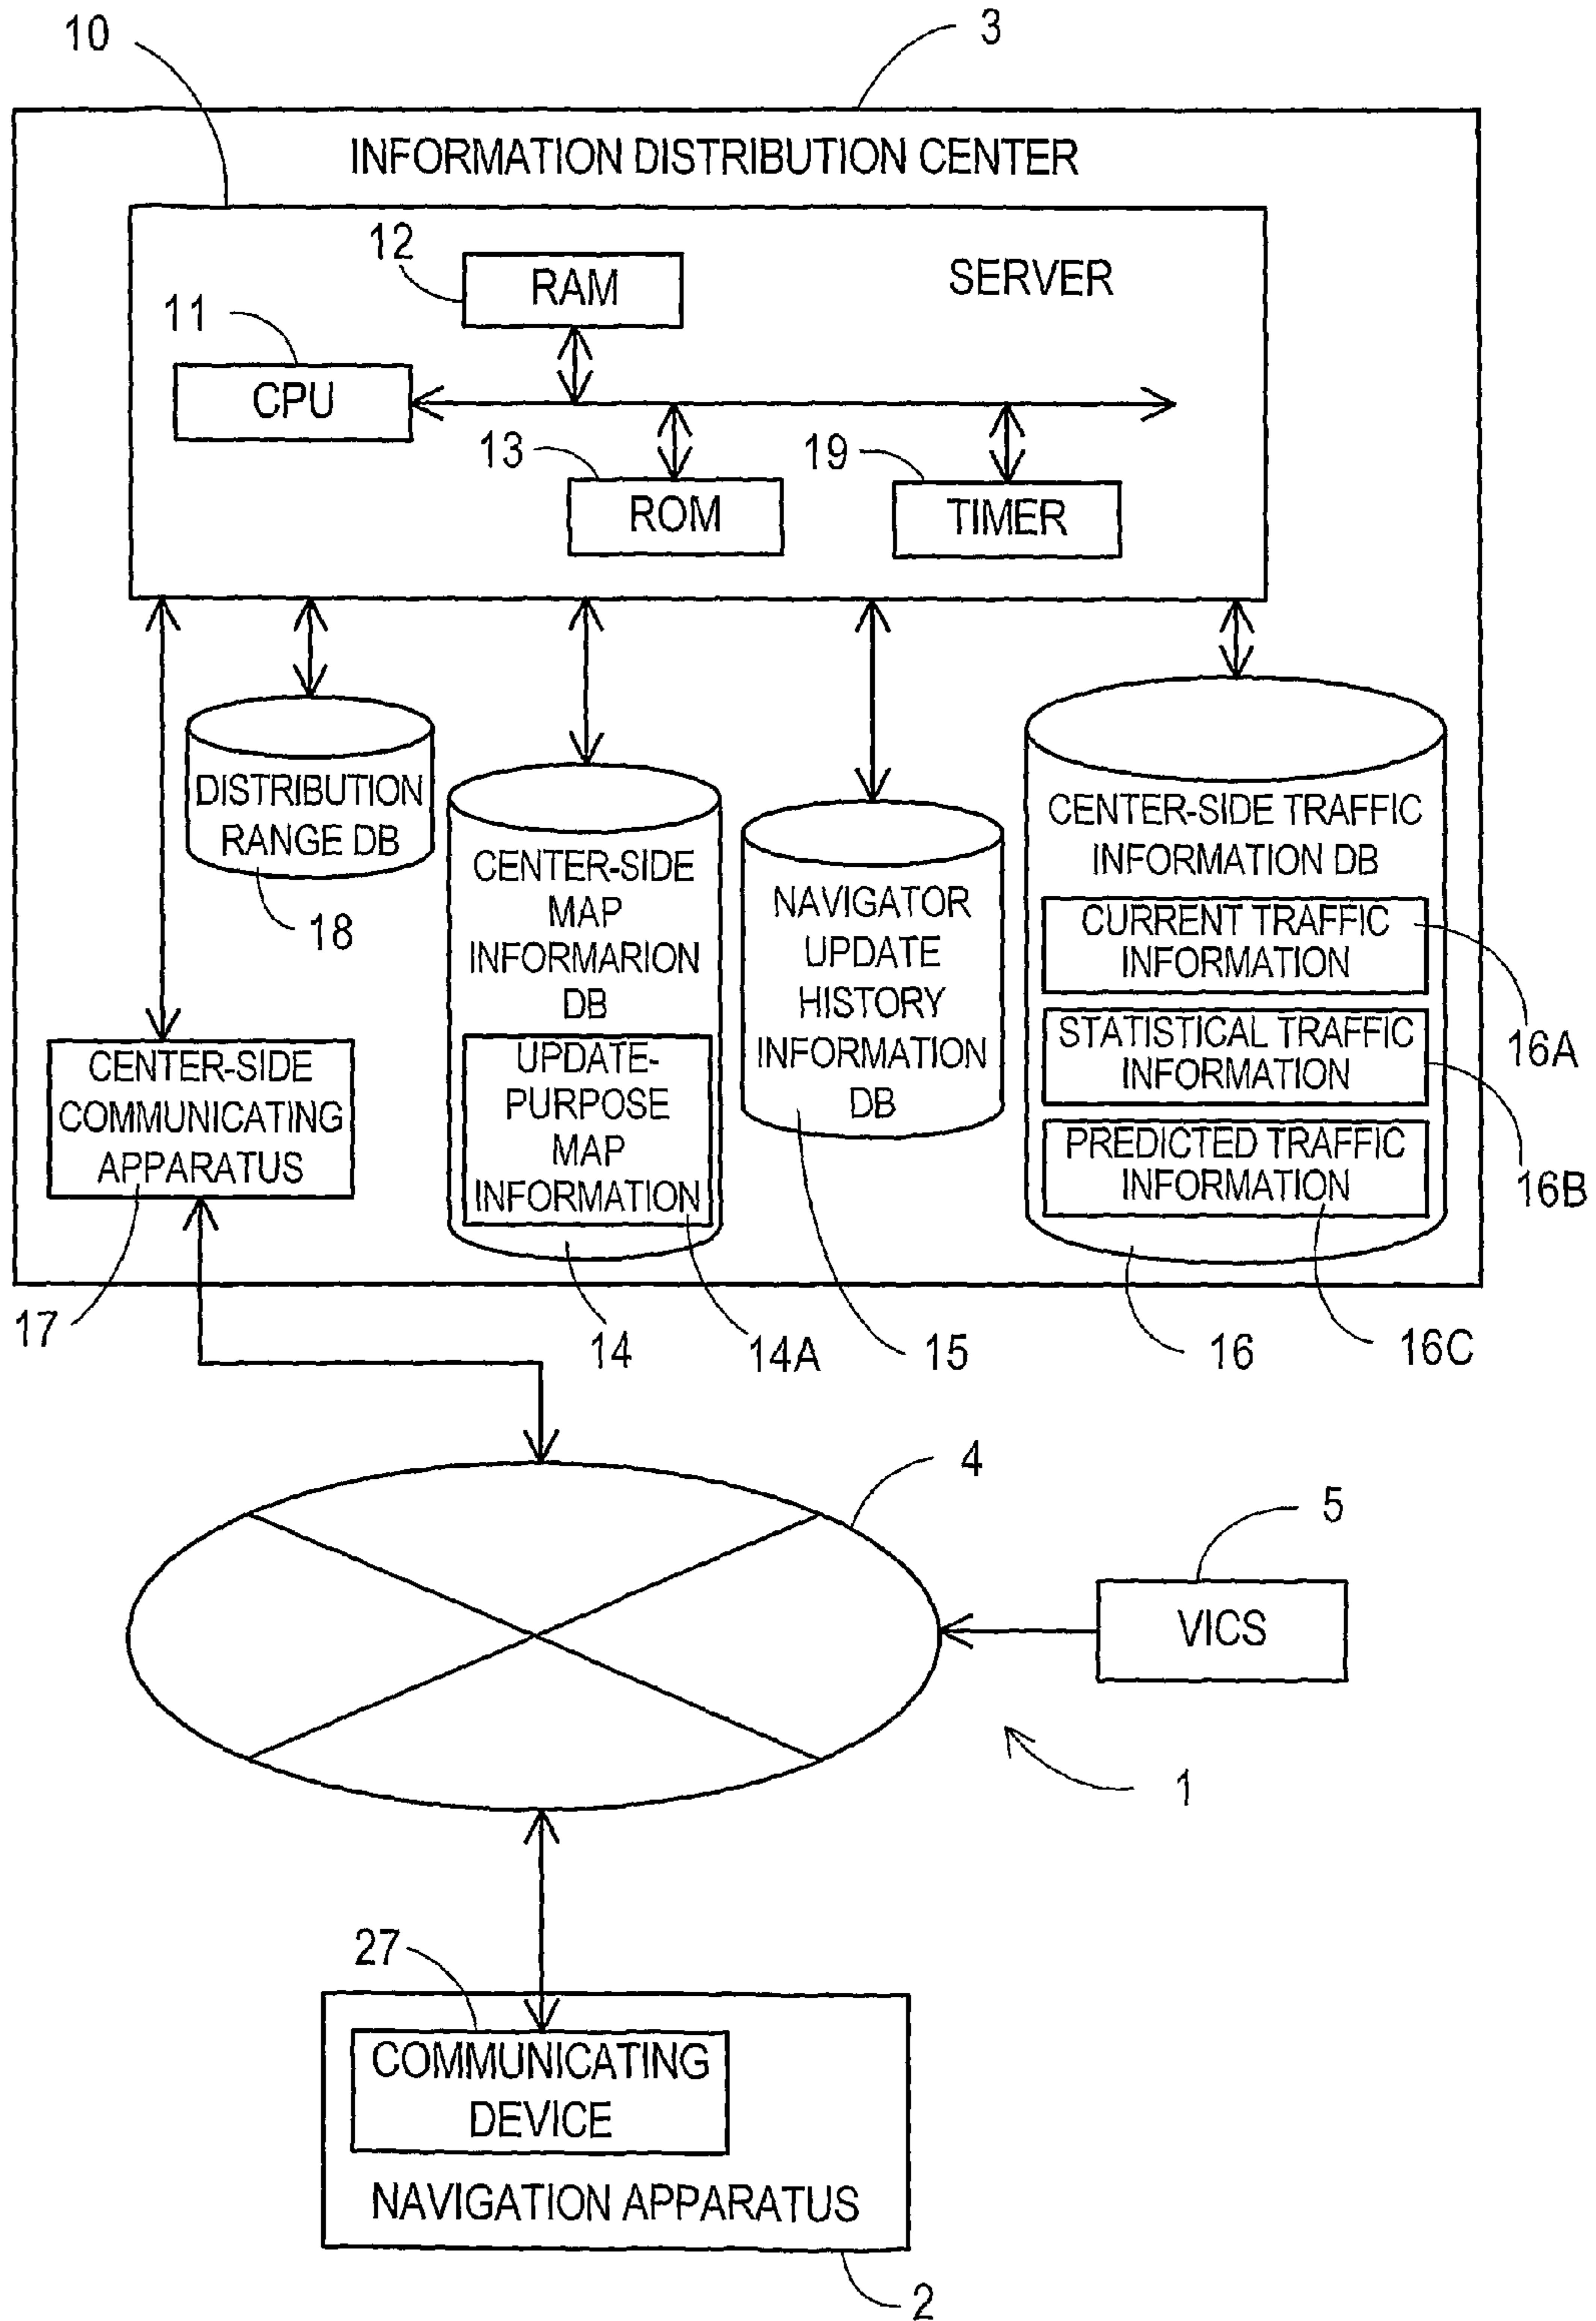 10
3
INFORMATION DISTRIBUTION CENTER
12
RAM
SERVER
11
CPU
13
ROM
19
TIMER
DISTRIBUTION
RANGE DB
18
CENTER-SIDE
MAP
INFORMARION
DB
UPDATE-
PURPOSE
MAP
INFORMATION
NAVIGATOR
UPDATE
HISTORY
INFORMATION
DB
CENTER-SIDE TRAFFIC
INFORMATION DB
CURRENT TRAFFIC
INFORMATION
STATISTICAL TRAFFIC
INFORMATION
PREDICTED TRAFFIC
INFORMATION
16A
16B
CENTER-SIDE
COMMUNICATING
APPARATUS
17
14
14A
15
16
16C
4
5
VICS
1
27
COMMUNICATING
DEVICE
NAVIGATION APPARATUS
2